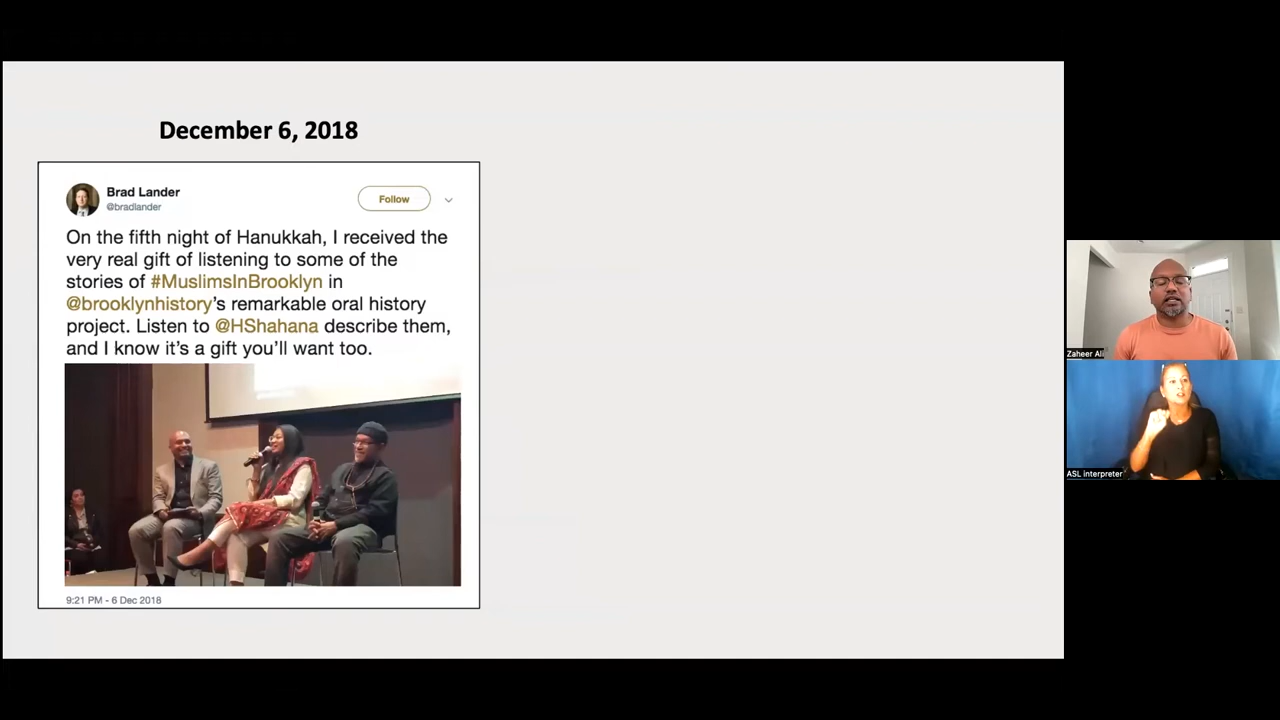 December 6, 2018
Brad Lander
@bradlander
Follow
On the fifth night of Hanukkah, I received the
very real gift of listening to some of the
stories of #MuslimsInBrooklyn in
@brooklynhistory’s remarkable oral history
project. Listen to @HShahana describe them,
and I know it’s a gift you’ll want too.
9:21 PM - 6 Dec 2018
Zaheer Ali
ASL interpreter